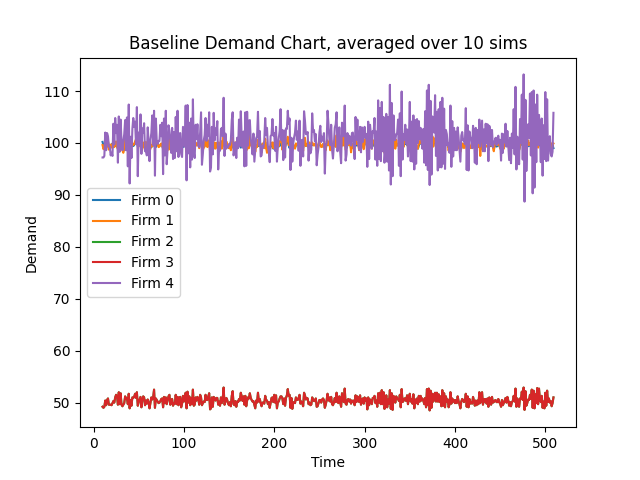 Baseline Demand Chart, averaged over 10 sims
110
100
90
80
70
60
50
Demand
Firm 0
Firm 1
Firm 2
Firm 3
Firm 4
0
100
200
300
400
500
Time